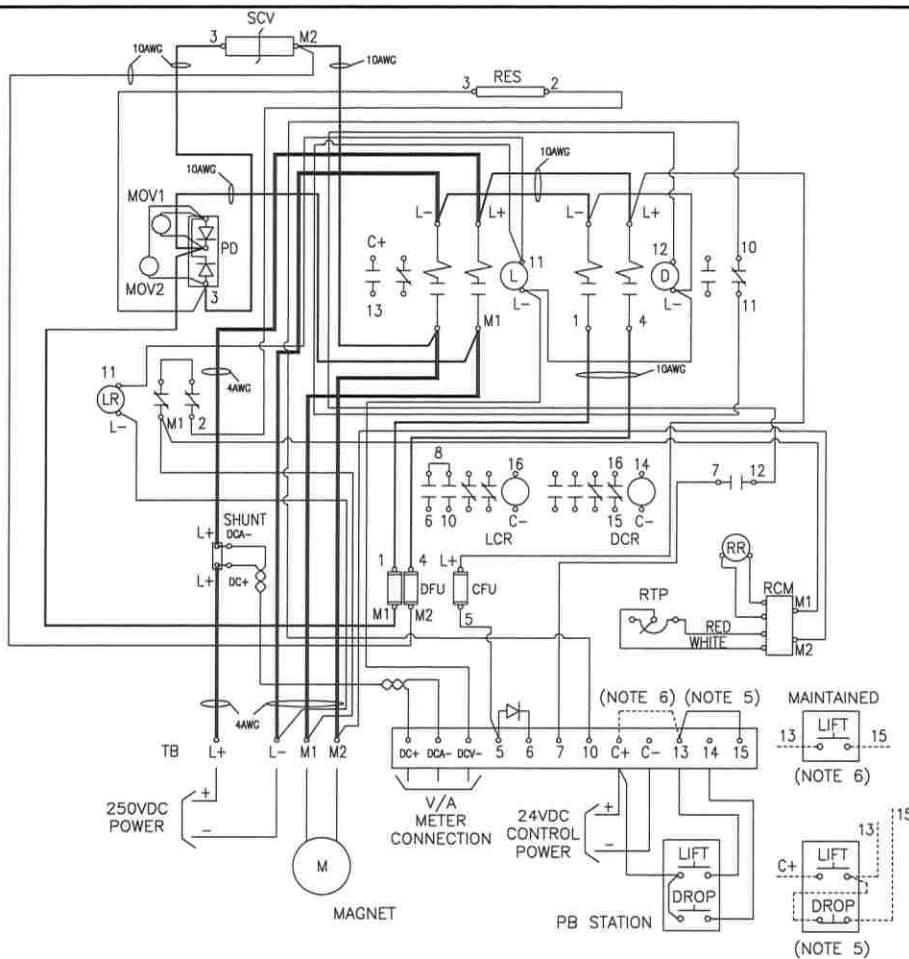 SCV
3 M2
10AWG 10AWG
3 RES 2
10AWG 10AWG
MOV1
L- L+ L- L+
C+ PD 11 12 10
L D
MOV2 L- L-
3 13 11
M1 1 4
11 4AWG 10AWG
LR
L- M1 2
8 16 16 14 7 12
6 10 C- 15 C-
LCR DCR
SHUNT
L+ DCA-
L+ DC+
1 4 L+
DFU CFU
M1 M2 5
RR
RTP RCM
M1
RED
WHITE
M2
(NOTE 6) (NOTE 5) MAINTAINED
4AWG
LIFT
13 15
(NOTE 6)
TB L+ L- M1 M2 DC+ DCA- DCV- 5 6 7 10 C+ C- 13 14 15
250VDC
POWER
+
-
V/A
METER
CONNECTION
24VDC
CONTROL
POWER
+
-
M
MAGNET
LIFT
DROP
PB STATION
13 15
C+ LIFT
DROP
(NOTE 5)